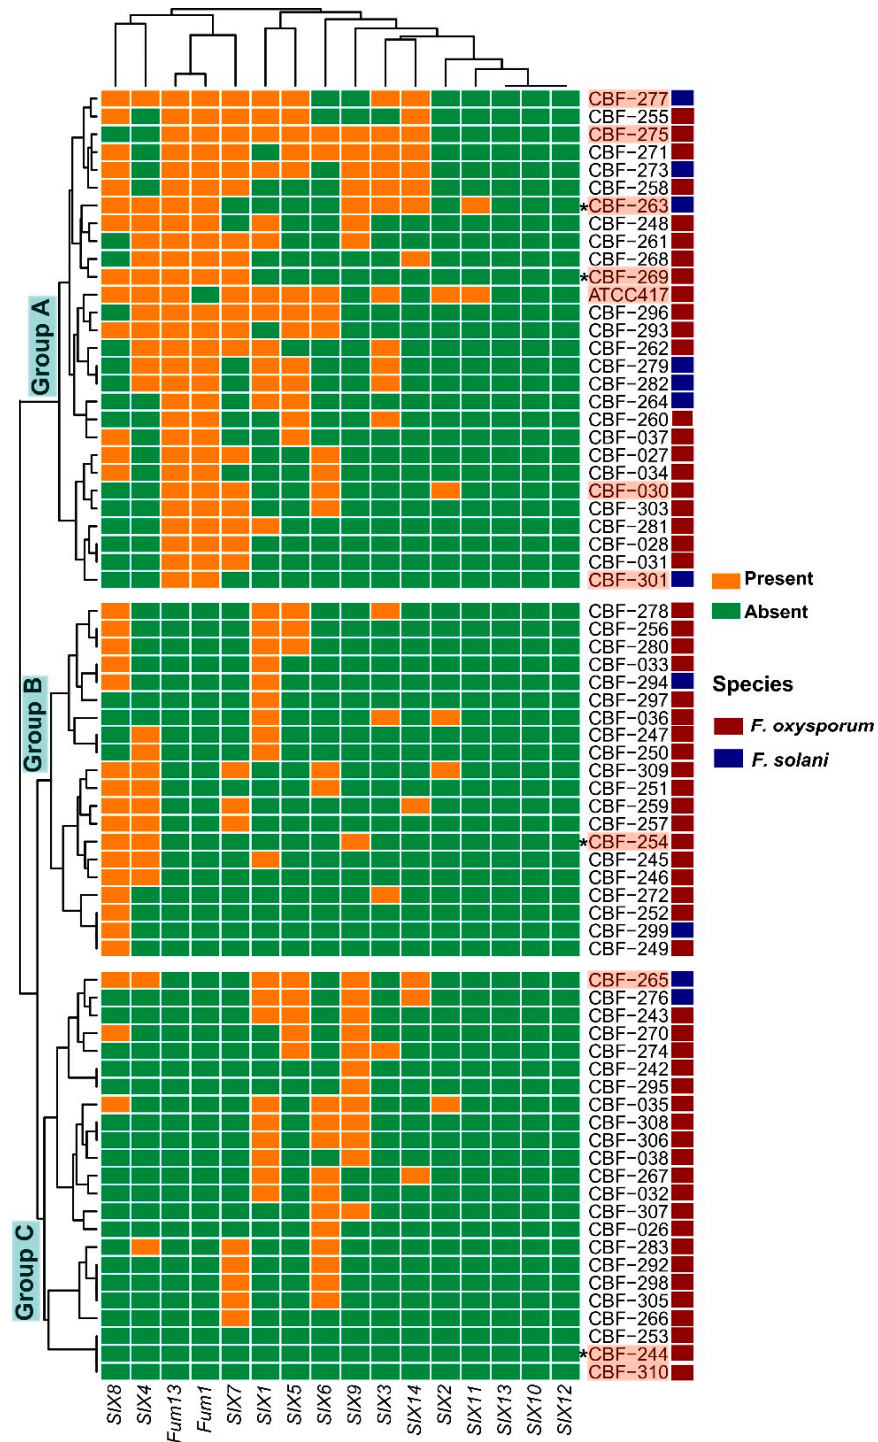 Group A
CBF-277
CBF-255
CBF-275
CBF-271
CBF-273
CBF-258
*CBF-263
CBF-248
CBF-261
CBF-268
*CBF-269
ATCC417
CBF-296
CBF-293
CBF-262
CBF-279
CBF-282
CBF-264
CBF-260
CBF-037
CBF-027
CBF-034
CBF-030
CBF-303
CBF-281
CBF-028
CBF-031
CBF-301
Present
Absent
Species
F. oxysporum
F. solani
Group B
CBF-278
CBF-256
CBF-280
CBF-033
CBF-294
CBF-297
CBF-036
CBF-247
CBF-250
CBF-309
CBF-251
CBF-259
CBF-257
*CBF-254
CBF-245
CBF-246
CBF-272
CBF-252
CBF-299
CBF-249
Group C
CBF-265
CBF-276
CBF-243
CBF-270
CBF-274
CBF-242
CBF-295
CBF-035
CBF-308
CBF-306
CBF-038
CBF-267
CBF-032
CBF-307
CBF-026
CBF-283
CBF-292
CBF-298
CBF-305
CBF-266
CBF-253
*CBF-244
CBF-310
SIX8
SIX4
Fum13
Fum1
SIX7
SIX1
SIX5
SIX6
SIX9
SIX3
SIX14
SIX2
SIX11
SIX13
SIX10
SIX12